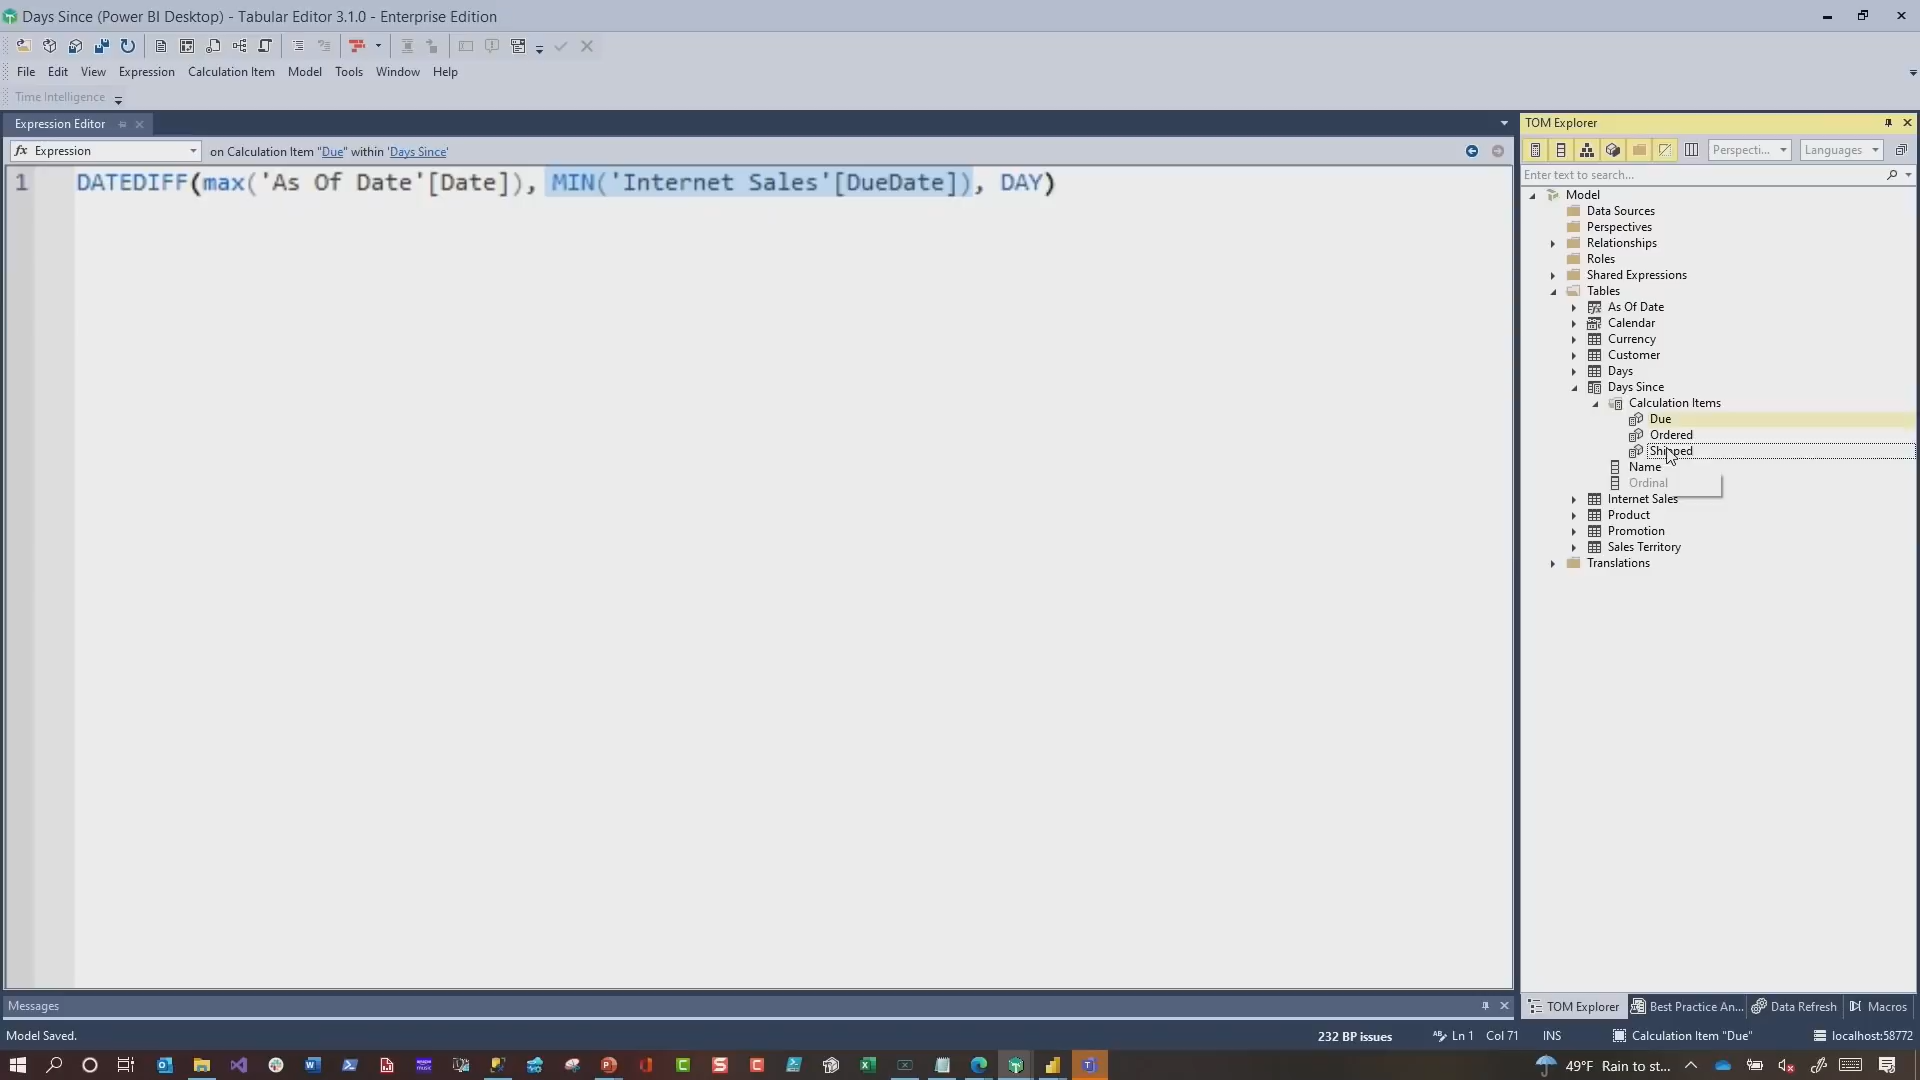 Days Since (Power BI Desktop) - Tabular Editor 3.1.0 - Enterprise Edition
File Edit View Expression Calculation Item Model Tools Window Help
Time Intelligence
Expression Editor
Expression on Calculation Item "Due" within 'Days Since'
1 DATEDIFF(max('As Of Date'[Date]), MIN('Internet Sales'[DueDate]), DAY)
TOM Explorer
Perspecti... Languages
Enter text to search...
Model
Data Sources
Perspectives
Relationships
Roles
Shared Expressions
Tables
As Of Date
Calendar
Currency
Customer
Days
Days Since
Calculation Items
Due
Ordered
Shipped
Name
Ordinal
Internet Sales
Product
Promotion
Sales Territory
Translations
Messages
TOM Explorer Best Practice An... Data Refresh Macros
Model Saved. 232 BP issues Ln 1 Col 71 INS Calculation Item "Due" localhost:58772
49°F Rain to st...